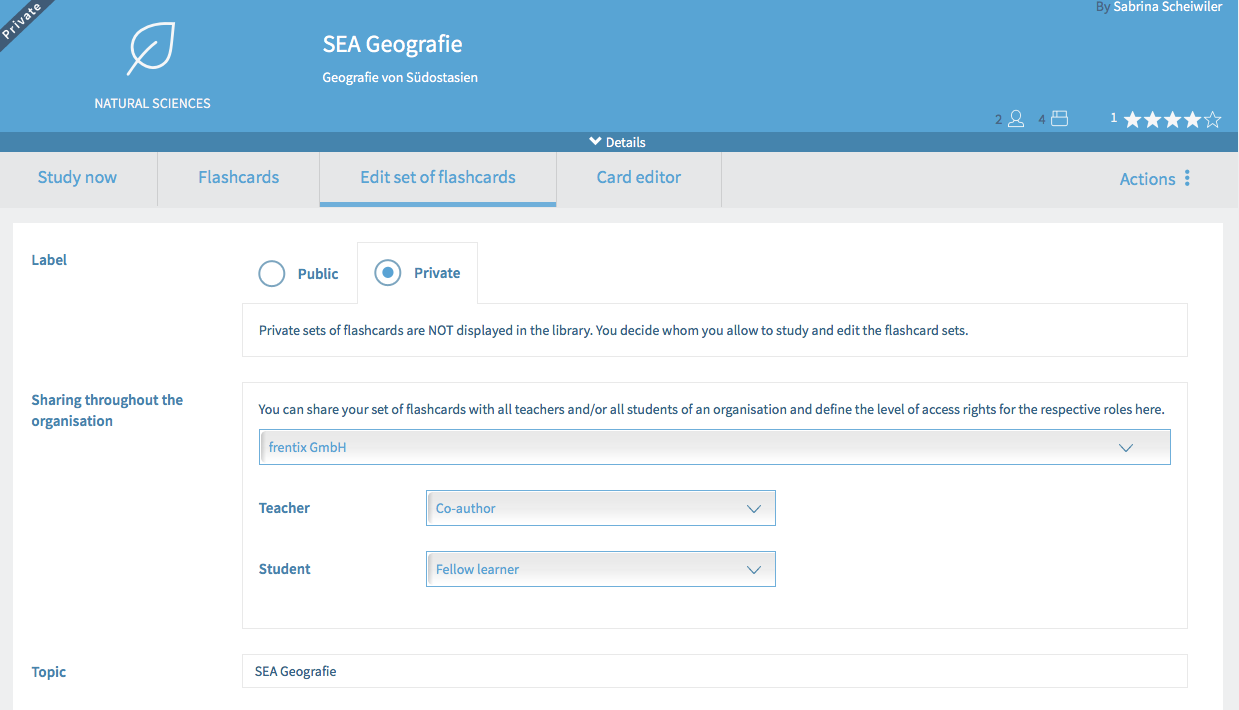 Private
By Sabrina Scheiwiler
SEA Geografie
Geografie von Südostasien
NATURAL SCIENCES
2 4 1
Details
Study now Flashcards Edit set of flashcards Card editor Actions
Label
Public Private
Private sets of flashcards are NOT displayed in the library. You decide whom you allow to study and edit the flashcard sets.
Sharing throughout the
organisation
You can share your set of flashcards with all teachers and/or all students of an organisation and define the level of access rights for the respective roles here.
frentix GmbH
Teacher Co-author
Student Fellow learner
Topic SEA Geografie